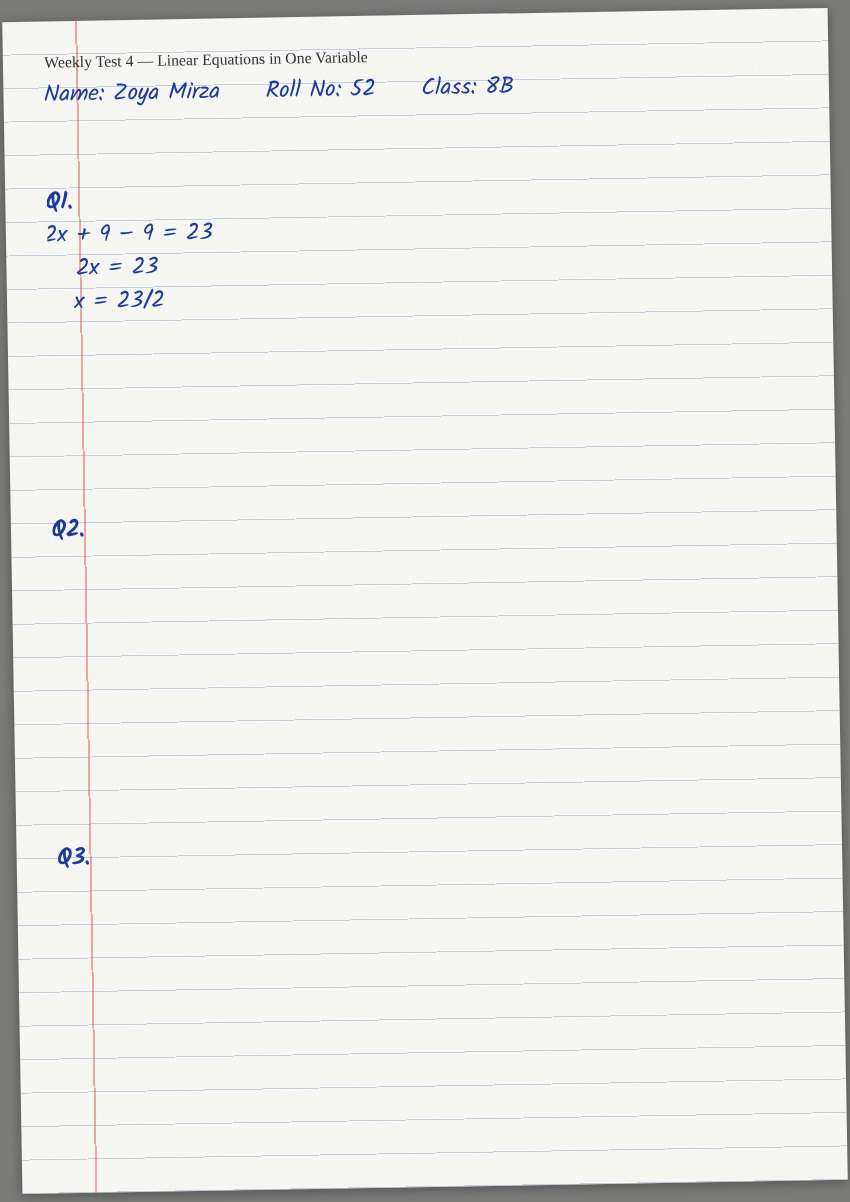 Weekly Test 4 — Linear Equations in One Variable
Name: Zoya Mirza Roll No: 52 Class: 8B
Q1.
2x + 9 − 9 = 23
2x = 23
x = 23/2
Q2.
Q3.